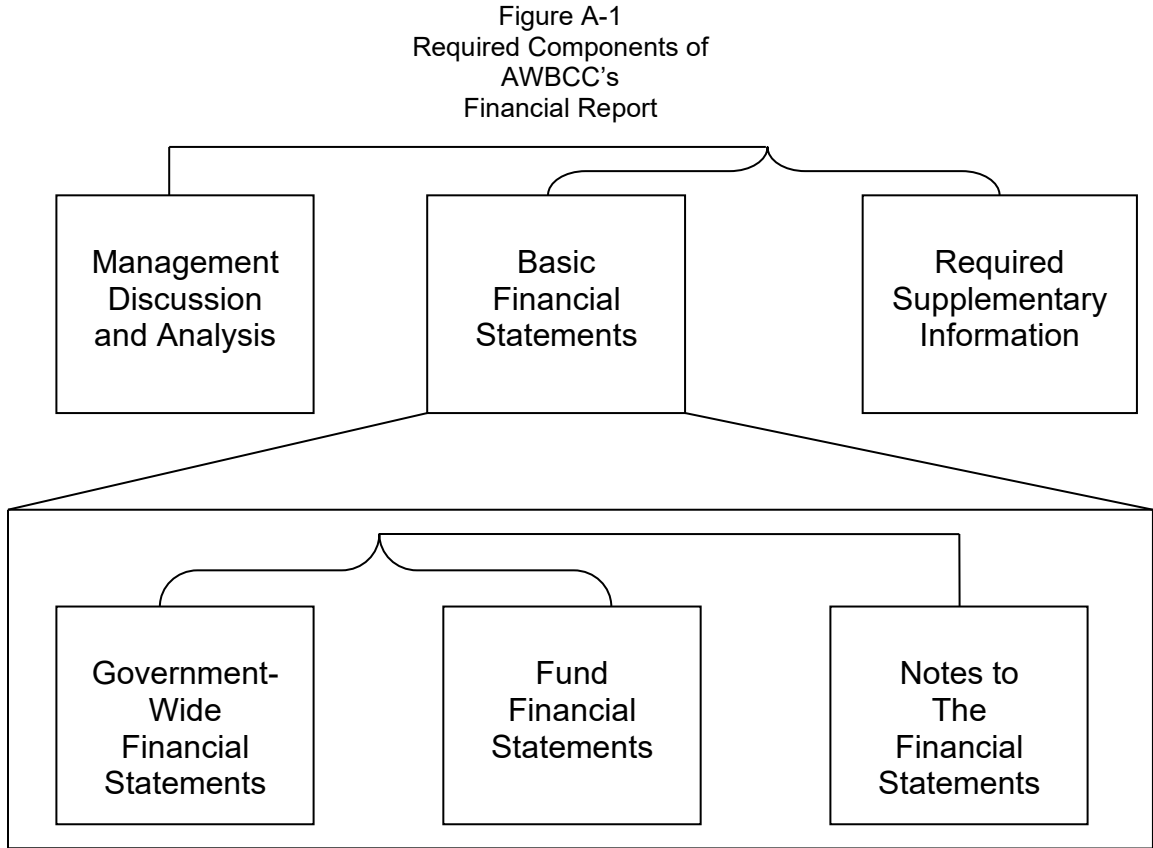 Figure A-1
Required Components of
AWBCC’s
Financial Report
Management
Discussion
and Analysis
Basic
Financial
Statements
Required
Supplementary
Information
Government-
Wide
Financial
Statements
Fund
Financial
Statements
Notes to
The
Financial
Statements